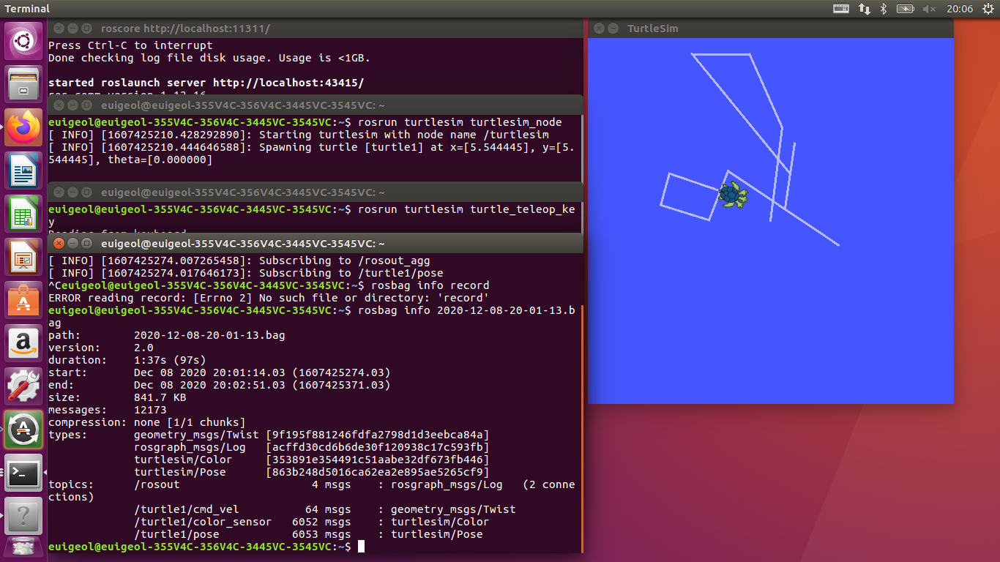 Terminal
20:06
roscore http://localhost:11311/
Press Ctrl-C to interrupt
Done checking log file disk usage. Usage is <1GB.
started roslaunch server http://localhost:43415/
ros_comm version 1.12.16
euigeol@euigeol-355V4C-356V4C-3445VC-3545VC: ~
euigeol@euigeol-355V4C-356V4C-3445VC-3545VC:~$ rosrun turtlesim turtlesim_node
[ INFO] [1607425210.428292890]: Starting turtlesim with node name /turtlesim
[ INFO] [1607425210.444646588]: Spawning turtle [turtle1] at x=[5.544445], y=[5.
544445], theta=[0.000000]
euigeol@euigeol-355V4C-356V4C-3445VC-3545VC: ~
euigeol@euigeol-355V4C-356V4C-3445VC-3545VC:~$ rosrun turtlesim turtle_teleop_ke
y
Reading from keyboard
euigeol@euigeol-355V4C-356V4C-3445VC-3545VC: ~
[ INFO] [1607425274.007265458]: Subscribing to /rosout_agg
[ INFO] [1607425274.017646173]: Subscribing to /turtle1/pose
^Ceuigeol@euigeol-355V4C-356V4C-3445VC-3545VC:~$ rosbag info record
ERROR reading record: [Errno 2] No such file or directory: 'record'
euigeol@euigeol-355V4C-356V4C-3445VC-3545VC:~$ rosbag info 2020-12-08-20-01-13.b
ag
path:        2020-12-08-20-01-13.bag
version:     2.0
duration:    1:37s (97s)
start:       Dec 08 2020 20:01:14.03 (1607425274.03)
end:         Dec 08 2020 20:02:51.03 (1607425371.03)
size:        841.7 KB
messages:    12173
compression: none [1/1 chunks]
types:       geometry_msgs/Twist [9f195f881246fdfa2798d1d3eebca84a]
             rosgraph_msgs/Log   [acffd30cd6b6de30f120938c17c593fb]
             turtlesim/Color     [353891e354491c51aabe32df673fb446]
             turtlesim/Pose      [863b248d5016ca62ea2e895ae5265cf9]
topics:      /rosout                    4 msgs    : rosgraph_msgs/Log   (2 conne
ctions)
             /turtle1/cmd_vel          64 msgs    : geometry_msgs/Twist
             /turtle1/color_sensor   6052 msgs    : turtlesim/Color
             /turtle1/pose           6053 msgs    : turtlesim/Pose
euigeol@euigeol-355V4C-356V4C-3445VC-3545VC:~$
TurtleSim